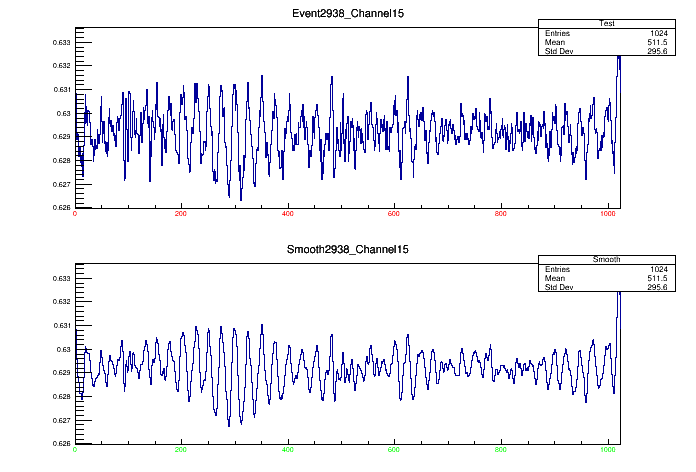 Event2938_Channel15
Test
Entries 1024
Mean 511.5
Std Dev 295.6
0.633
0.632
0.631
0.63
0.629
0.628
0.627
0.626
0 200 400 600 800 1000
Smooth2938_Channel15
Smooth
Entries 1024
Mean 511.5
Std Dev 295.6
0.633
0.632
0.631
0.63
0.629
0.628
0.627
0.626
0 200 400 600 800 1000